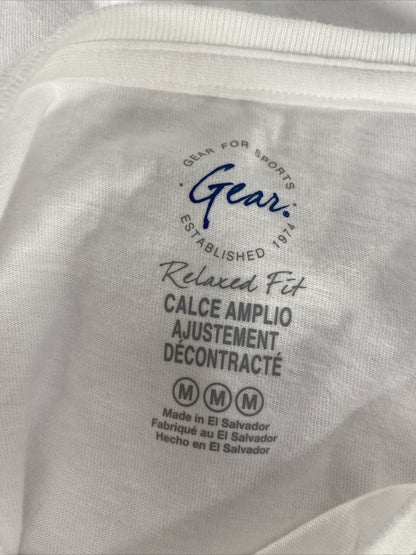 GEAR FOR SPORTS
Gear.
ESTABLISHED 1974
Relaxed Fit
CALCE AMPLIO
AJUSTEMENT
DÉCONTRACTÉ
M M M
Made in El Salvador
Fabriqué au El Salvador
Hecho en El Salvador